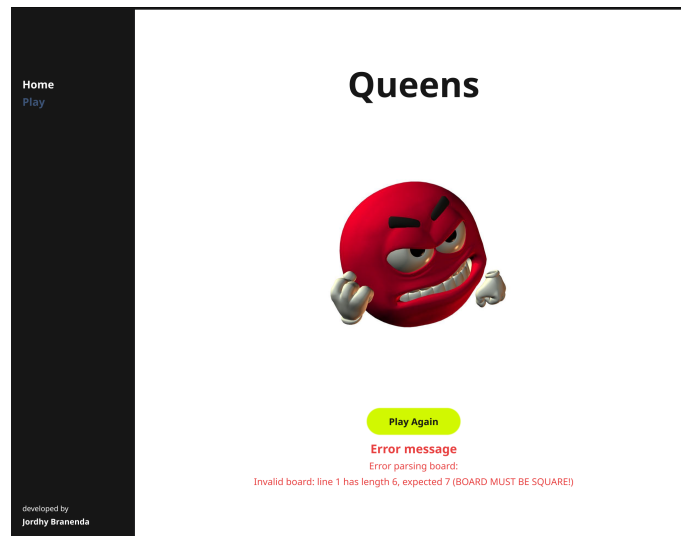 Home
Play
Queens
Play Again
Error message
Error parsing board:
Invalid board: line 1 has length 6, expected 7 (BOARD MUST BE SQUARE!)
developed by
Jordhy Branenda